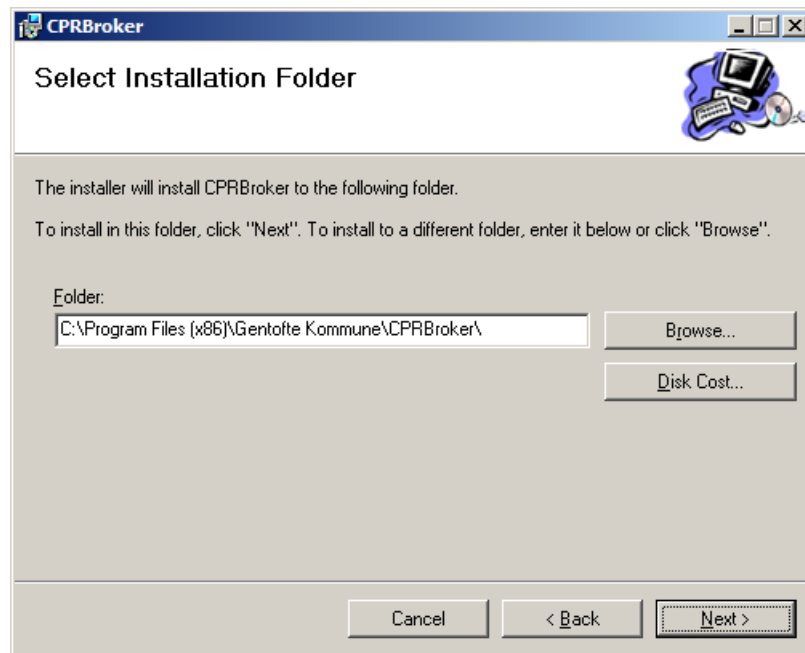 CPRBroker
Select Installation Folder
The installer will install CPRBroker to the following folder.
To install in this folder, click "Next". To install to a different folder, enter it below or click "Browse".
Folder:
C:\Program Files (x86)\Gentofte Kommune\CPRBroker\
Browse...
Disk Cost...
Cancel
< Back
Next >